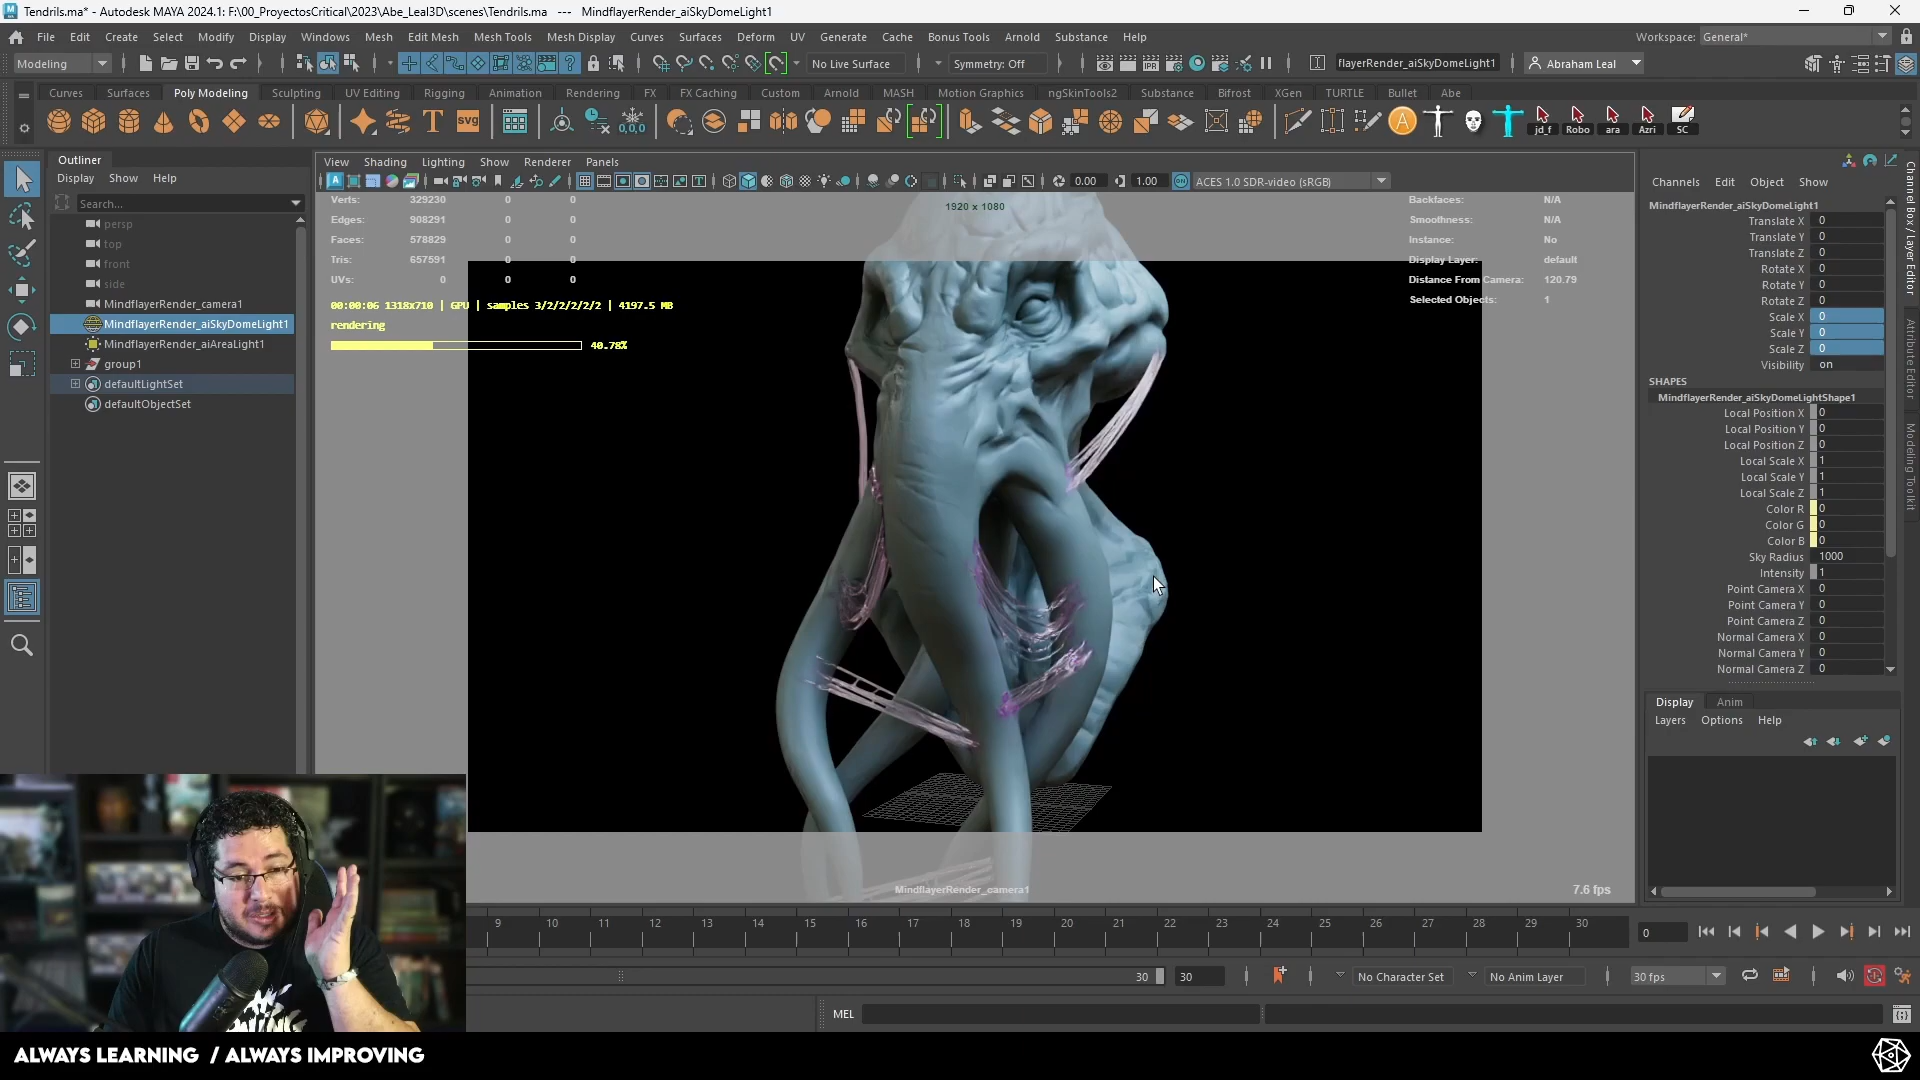 Tendrils.ma* - Autodesk MAYA 2024.1: F:\00_ProyectosCritical\2023\Abe_Leal3D\scenes\Tendrils.ma   ---   MindflayerRender_aiSkyDomeLight1
File Edit Create Select Modify Display Windows Mesh Edit Mesh Mesh Tools Mesh Display Curves Surfaces Deform UV Generate Cache Bonus Tools Arnold Substance Help
Workspace: General*
Modeling
No Live Surface
Symmetry: Off
flayerRender_aiSkyDomeLight1
Abraham Leal
Curves Surfaces Poly Modeling Sculpting UV Editing Rigging Animation Rendering FX FX Caching Custom Arnold MASH Motion Graphics ngSkinTools2 Substance Bifrost XGen TURTLE Bullet Abe
T svg 0,0,0 A jd_f Robo ara Azri SC
Outliner
Display Show Help
Search...
persp
top
front
side
MindflayerRender_camera1
MindflayerRender_aiSkyDomeLight1
MindflayerRender_aiAreaLight1
group1
defaultLightSet
defaultObjectSet
View Shading Lighting Show Renderer Panels
0.00 1.00 ACES 1.0 SDR-video (sRGB)
Verts: 329230 0 0
Edges: 908291 0 0
Faces: 578829 0 0
Tris: 657591 0 0
UVs: 0 0 0
00:00:06 1318x710 | GPU | samples 3/2/2/2/2/2 | 4197.5 MB
rendering
40.78%
1920 x 1080
Backfaces: N/A
Smoothness: N/A
Instance: No
Display Layer: default
Distance From Camera: 120.79
Selected Objects: 1
MindflayerRender_camera1
7.6 fps
Channels Edit Object Show
MindflayerRender_aiSkyDomeLight1
Translate X 0
Translate Y 0
Translate Z 0
Rotate X 0
Rotate Y 0
Rotate Z 0
Scale X 0
Scale Y 0
Scale Z 0
Visibility on
SHAPES
MindflayerRender_aiSkyDomeLightShape1
Local Position X 0
Local Position Y 0
Local Position Z 0
Local Scale X 1
Local Scale Y 1
Local Scale Z 1
Color R 0
Color G 0
Color B 0
Sky Radius 1000
Intensity 1
Point Camera X 0
Point Camera Y 0
Point Camera Z 0
Normal Camera X 0
Normal Camera Y 0
Normal Camera Z 0
Display Anim
Layers Options Help
Channel Box / Layer Editor
Attribute Editor
Modeling Toolkit
9 10 11 12 13 14 15 16 17 18 19 20 21 22 23 24 25 26 27 28 29 30
0
30 30 No Character Set No Anim Layer 30 fps
MEL
ALWAYS LEARNING / ALWAYS IMPROVING